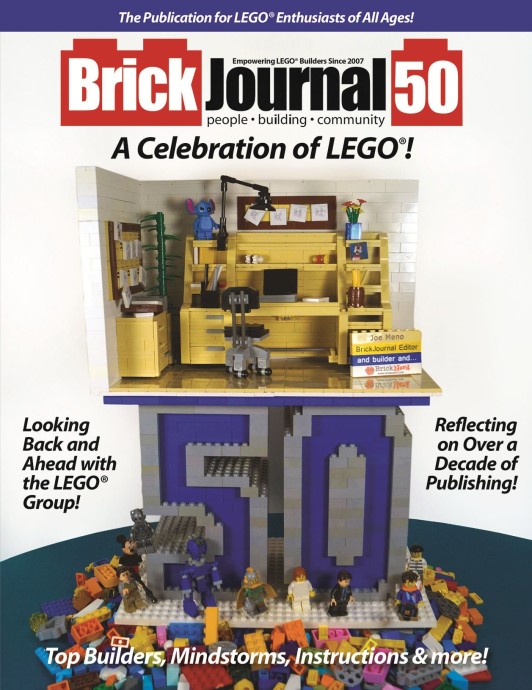 The Publication for LEGO® Enthusiasts of All Ages!
Empowering LEGO® Builders Since 2007
BrickJournal 50
people • building • community
A Celebration of LEGO®!
Joe Meno
BrickJournal Editor
and builder and...
Looking
Back and
Ahead with
the LEGO®
Group!
Reflecting
on Over a
Decade of
Publishing!
50
Top Builders, Mindstorms, Instructions & more!